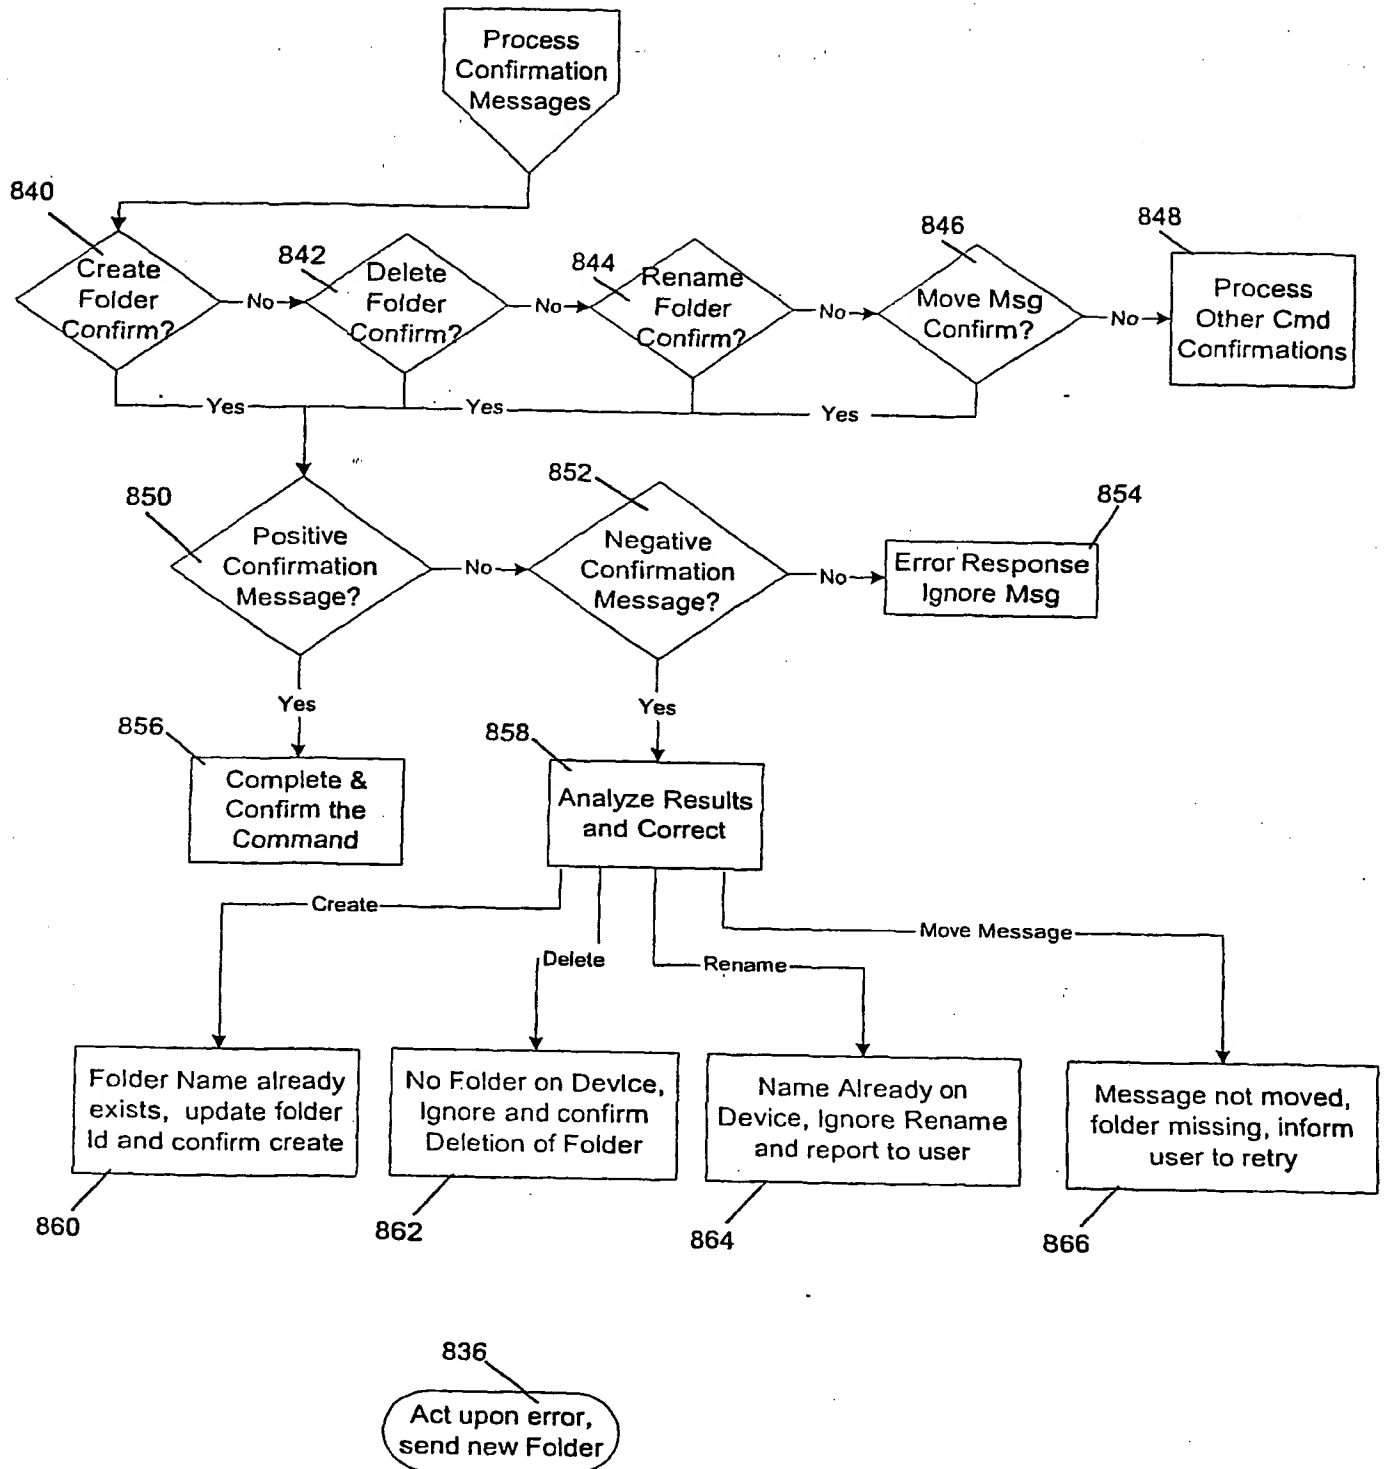 Process
Confirmation
Messages
840
Create
Folder
Confirm?
No
842
Delete
Folder
Confirm?
No
844
Rename
Folder
Confirm?
No
846
Move Msg
Confirm?
No
848
Process
Other Cmd
Confirmations
Yes
Yes
Yes
850
Positive
Confirmation
Message?
No
852
Negative
Confirmation
Message?
No
854
Error Response
Ignore Msg
Yes
Yes
856
Complete &
Confirm the
Command
858
Analyze Results
and Correct
Create
Delete
Rename
Move Message
Folder Name already
exists, update folder
Id and confirm create
860
No Folder on Device,
Ignore and confirm
Deletion of Folder
862
Name Already on
Device, Ignore Rename
and report to user
864
Message not moved,
folder missing, inform
user to retry
866
836
Act upon error,
send new Folder